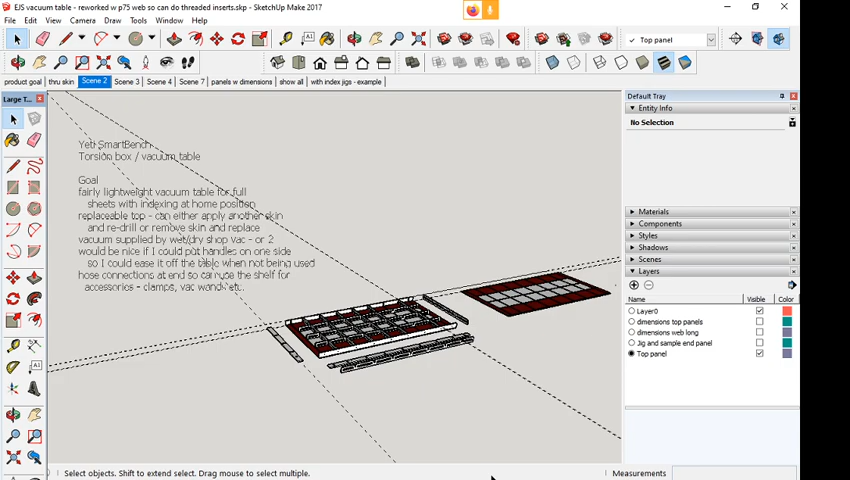 EJS vacuum table - reworked w p75 web so can do threaded inserts.skp - SketchUp Make 2017
File Edit View Camera Draw Tools Window Help
Top panel
product goal thru skin Scene 2 Scene 3 Scene 4 Scene 7 panels w dimensions show all with index jigs - example
Large T...
Default Tray
Entity Info
No Selection
Yeti SmartBench
Torsion box / vacuum table
Goal
fairly lightweight vacuum table for full
sheets with indexing at home position
replaceable top - can either apply another skin
and re-drill or remove skin and replace
vacuum supplied by wet/dry shop vac - or 2
would be nice if I could put handles on one side
so I could ease it off the table when not being used
hose connections at end so can use the shelf for
accessories - clamps, vac wand, etc.
Materials
Components
Styles
Shadows
Scenes
Layers
Name Visible Color
Layer0
dimensions top panels
dimensions web long
Jig and sample end panel
Top panel
Select objects. Shift to extend select. Drag mouse to select multiple.
Measurements